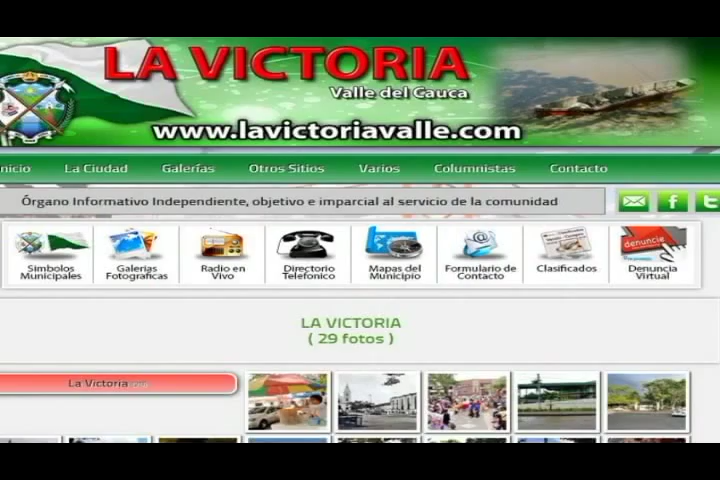 LA VICTORIA
Valle del Cauca
www.lavictoriavalle.com
nicio La Ciudad Galerías Otros Sitios Varios Columnistas Contacto
Órgano Informativo Independiente, objetivo e imparcial al servicio de la comunidad
Símbolos Municipales
Galerías Fotograficas
Radio en Vivo
Directorio Telefonico
Mapas del Municipio
Formulario de Contacto
Clasificados
denuncie
Denuncia Virtual
LA VICTORIA
( 29 fotos )
La Victoria